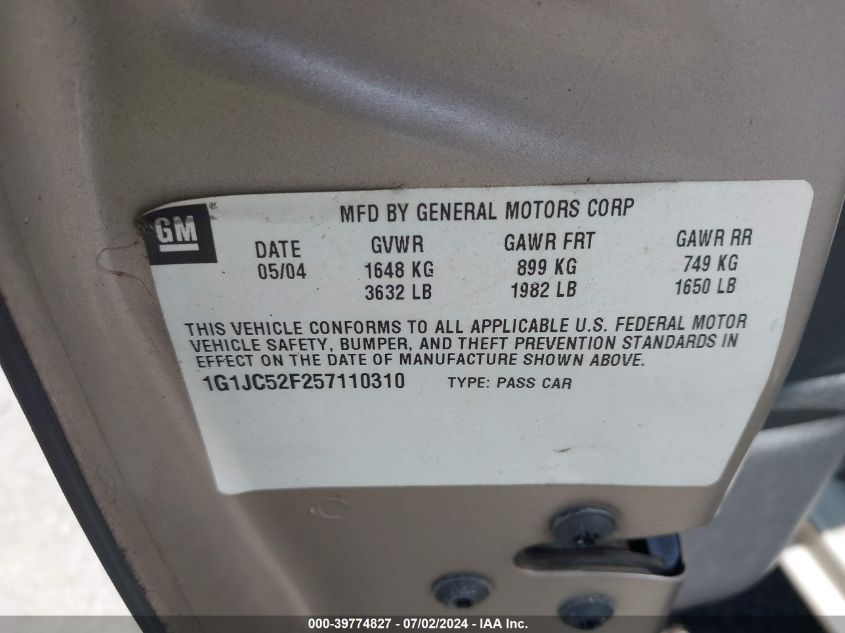 GM ®
MFD BY GENERAL MOTORS CORP
DATE GVWR GAWR FRT GAWR RR
05/04 1648 KG 899 KG 749 KG
3632 LB 1982 LB 1650 LB
THIS VEHICLE CONFORMS TO ALL APPLICABLE U.S. FEDERAL MOTOR
VEHICLE SAFETY, BUMPER, AND THEFT PREVENTION STANDARDS IN
EFFECT ON THE DATE OF MANUFACTURE SHOWN ABOVE.
1G1JC52F257110310 TYPE: PASS CAR
000-39774827 - 07/02/2024 - IAA Inc.